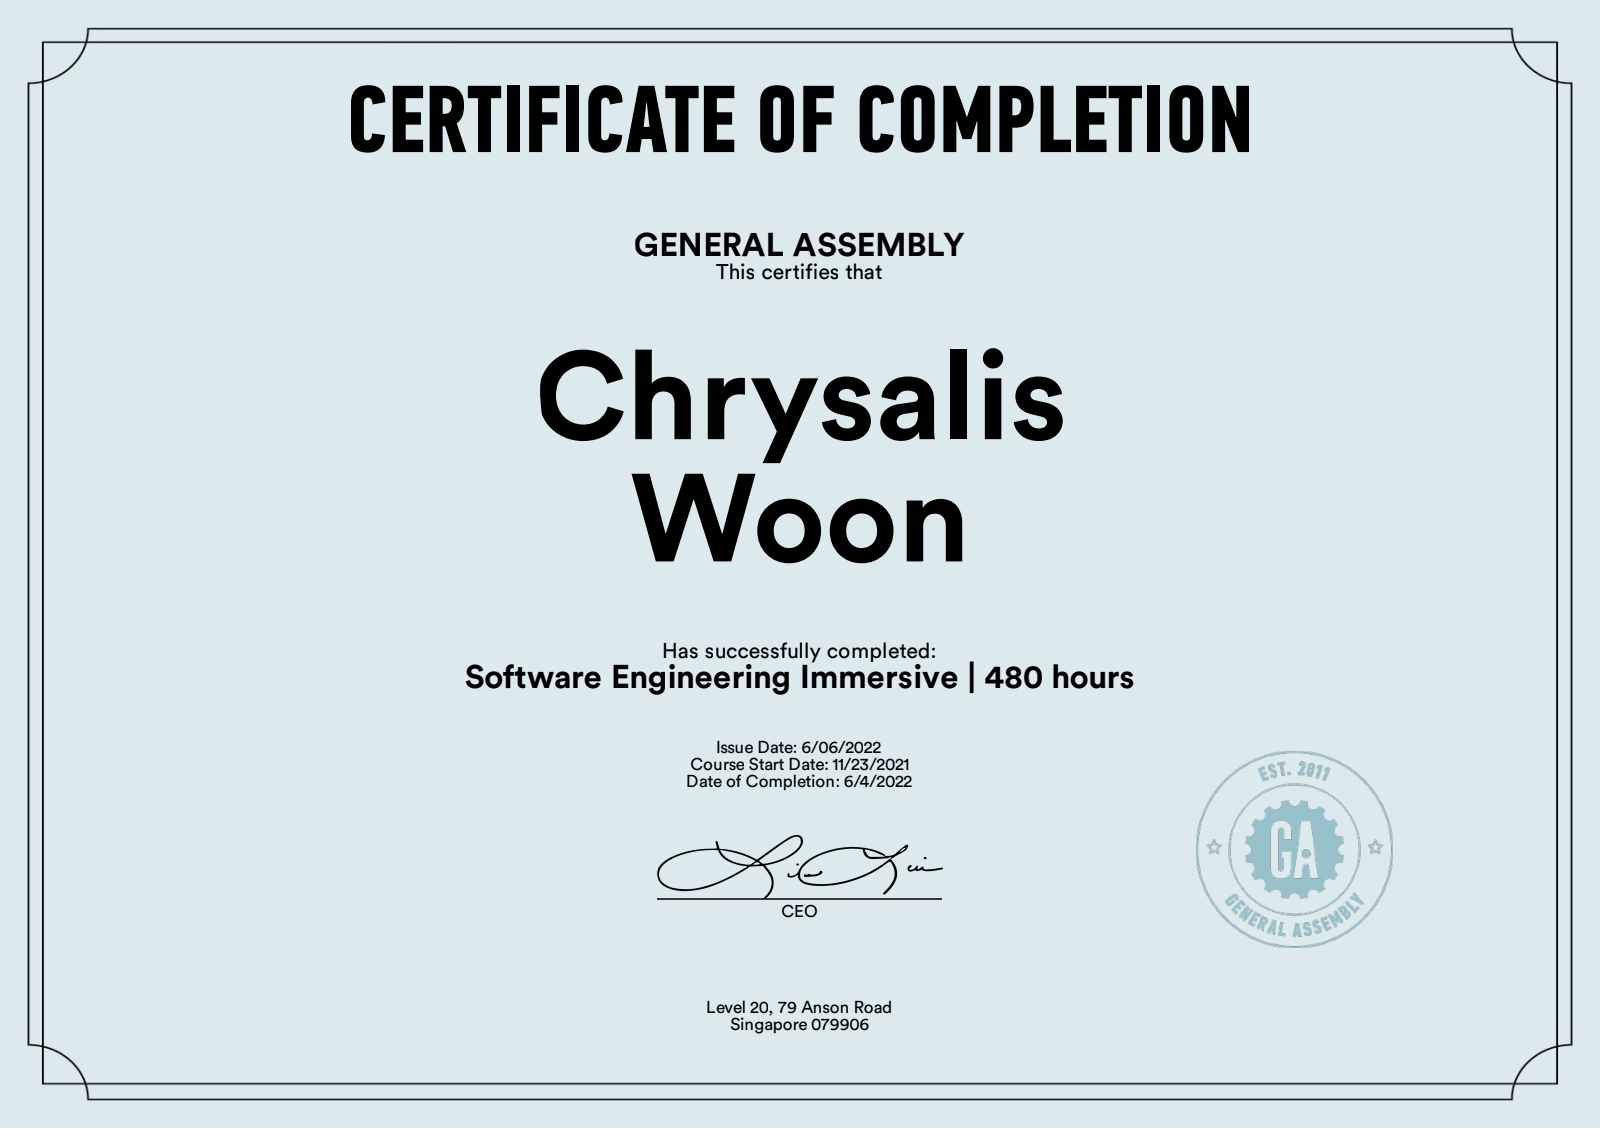 CERTIFICATE OF COMPLETION
GENERAL ASSEMBLY
This certifies that
Chrysalis
Woon
Has successfully completed:
Software Engineering Immersive | 480 hours
Issue Date: 6/06/2022
Course Start Date: 11/23/2021
Date of Completion: 6/4/2022
CEO
EST. 2011
GA
GENERAL ASSEMBLY
Level 20, 79 Anson Road
Singapore 079906